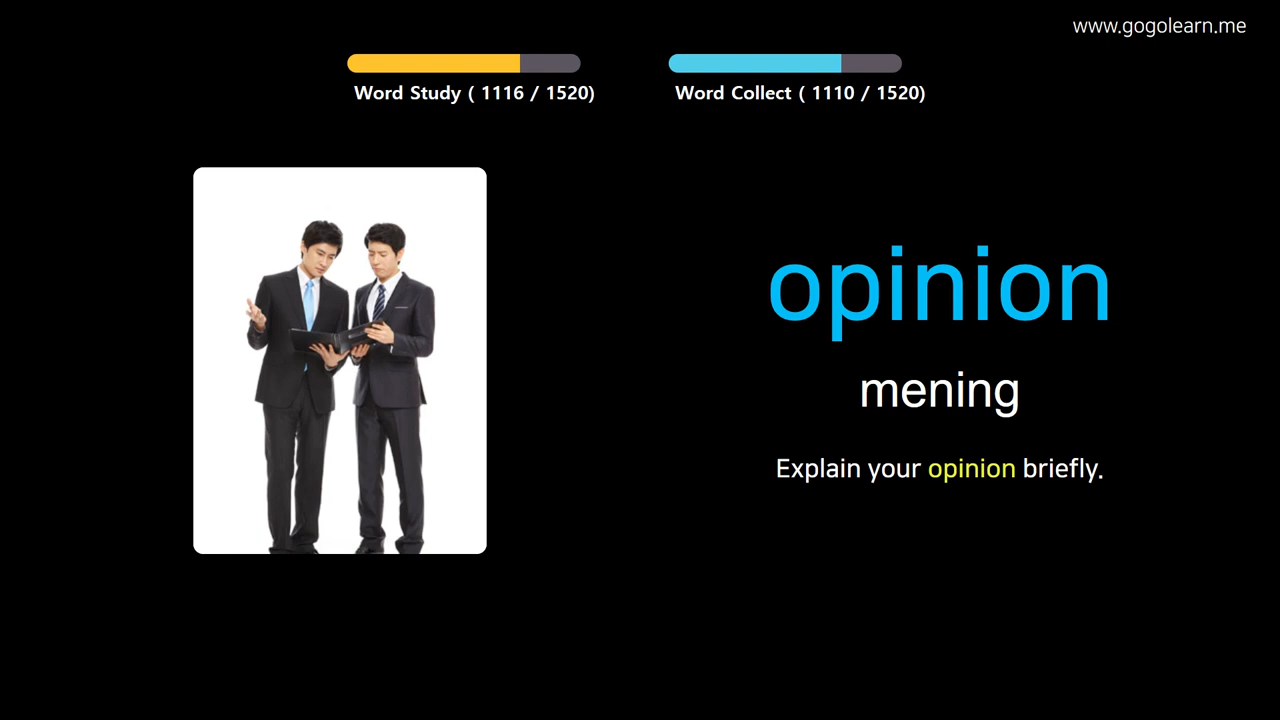 www.gogolearn.me
Word Study ( 1116 / 1520)
Word Collect ( 1110 / 1520)
opinion
mening
Explain your opinion briefly.